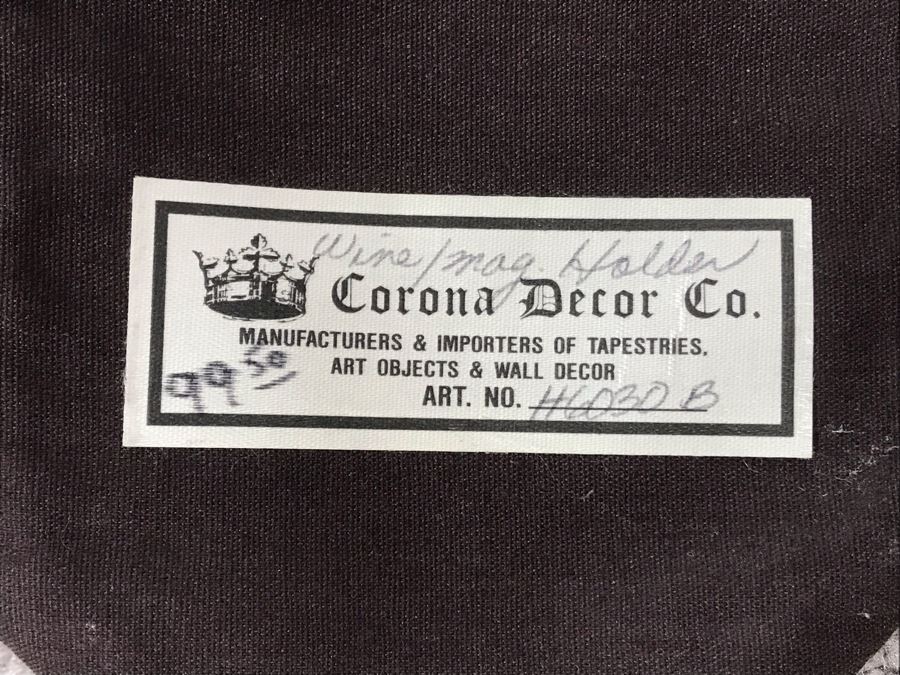 Wine/mag Holder
Corona Decor Co.
MANUFACTURERS & IMPORTERS OF TAPESTRIES,
ART OBJECTS & WALL DECOR
99 50
ART. NO. H6030 B